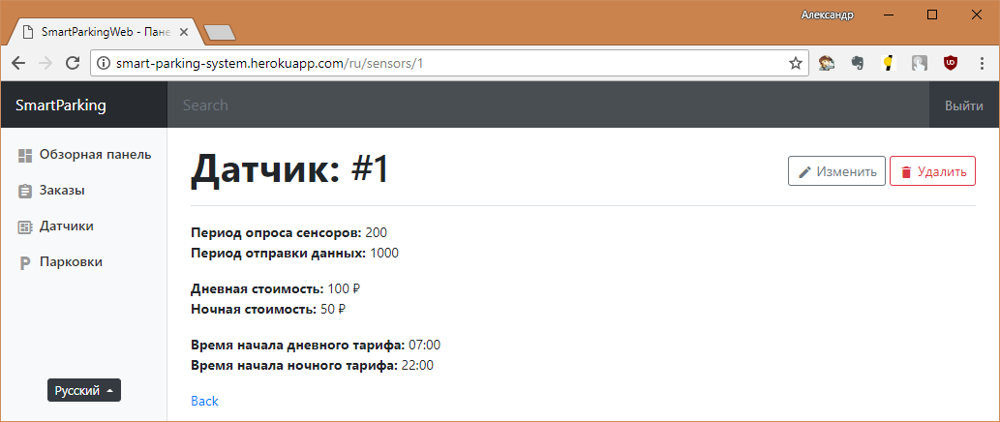 Александр
SmartParkingWeb - Пане
smart-parking-system.herokuapp.com/ru/sensors/1
SmartParking
Search
Выйти
Обзорная панель
Заказы
Датчики
Парковки
Русский
Датчик: #1
Изменить
Удалить
Период опроса сенсоров: 200
Период отправки данных: 1000
Дневная стоимость: 100 ₽
Ночная стоимость: 50 ₽
Время начала дневного тарифа: 07:00
Время начала ночного тарифа: 22:00
Back